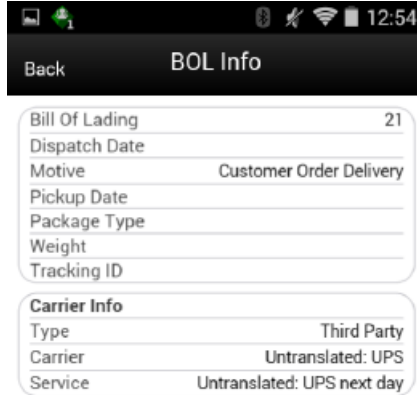 1
12:54
Back
BOL Info
Bill Of Lading 21
Dispatch Date
Motive Customer Order Delivery
Pickup Date
Package Type
Weight
Tracking ID
Carrier Info
Type Third Party
Carrier Untranslated: UPS
Service Untranslated: UPS next day